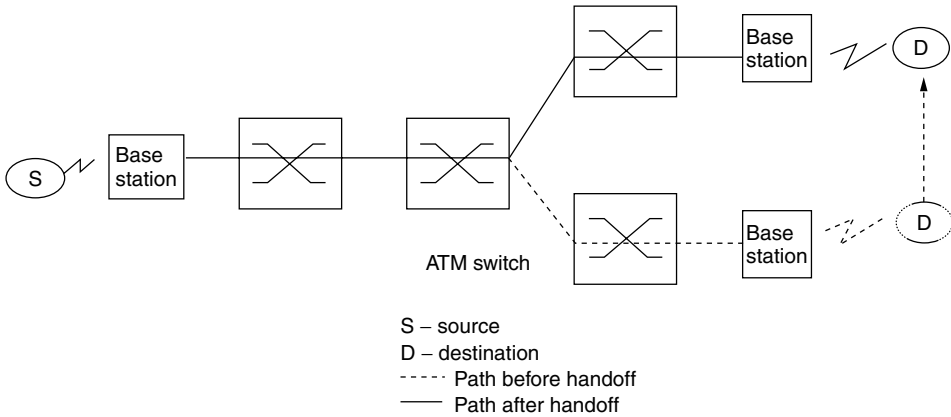 Base
station
D
S
Base
station
Base
station
D
ATM switch
S – source
D – destination
Path before handoff
Path after handoff